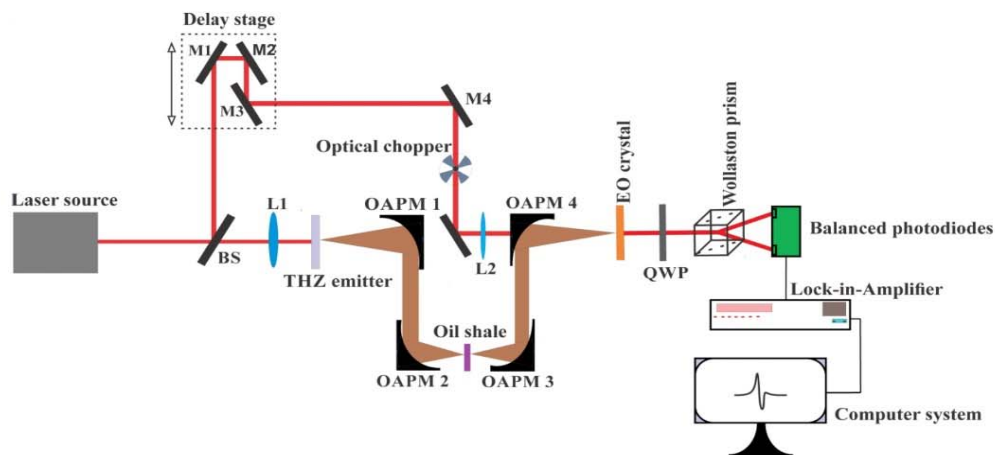 Delay stage
M1
M2
M3
M4
Optical chopper
Laser source
BS
L1
THZ emitter
OAPM 1
OAPM 2
Oil shale
OAPM 3
OAPM 4
L2
EO crystal
QWP
Wollaston prism
Balanced photodiodes
Lock-in-Amplifier
Computer system